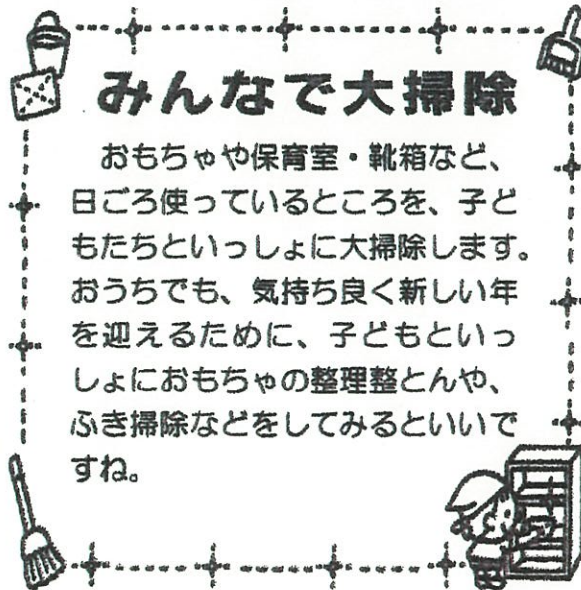 みんなで大掃除
おもちゃや保育室・靴箱など、
日ごろ使っているところを、子ど
もたちといっしょに大掃除します。
おうちでも、気持ち良く新しい年
を迎えるために、子どもといっ
しょにおもちゃの整理整とんや、
ふき掃除などをしてみるといいで
すね。